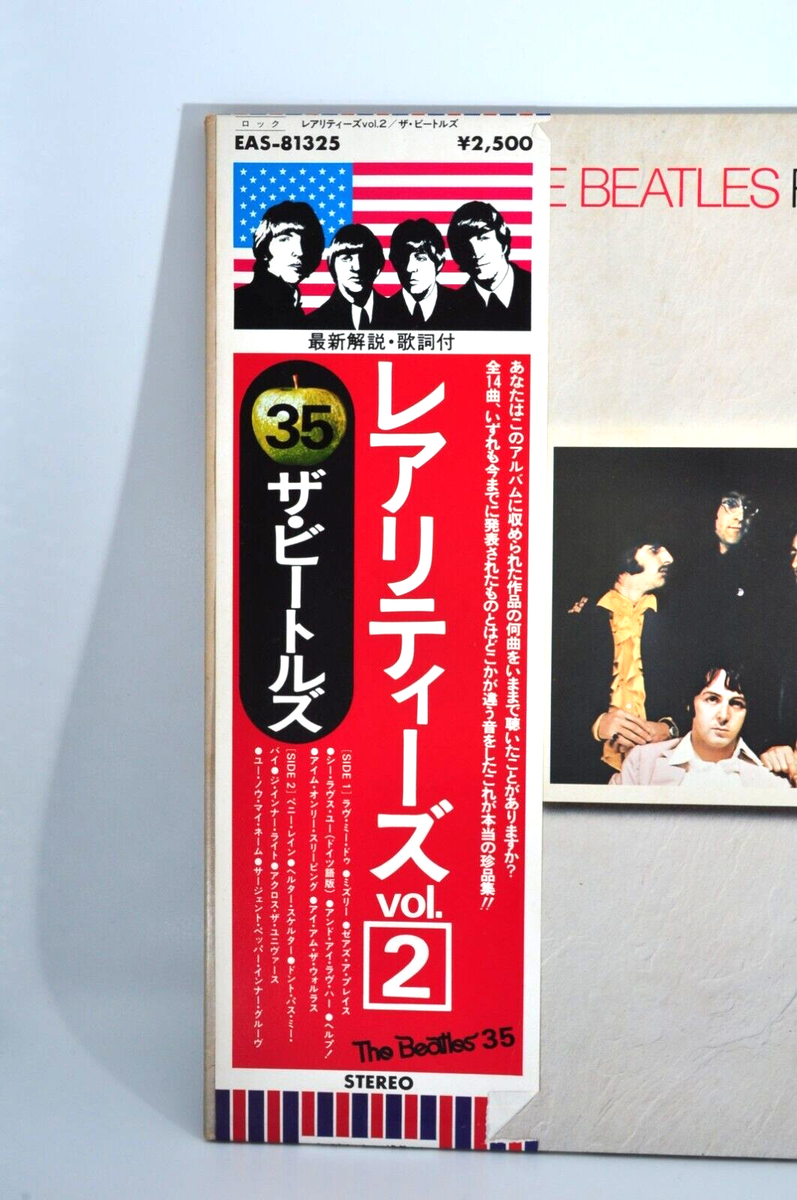 ロック レアリティーズvol.2/ザ・ビートルズ
EAS-81325 ¥2,500
E BEATLES
最新解説・歌詞付
あなたはこのアルバムに収められた作品の何曲をいままで聴いたことがありますか?
全14曲、いずれも今までに発表されたものとはどこかが違う音をしたこれが本当の珍品集!!
レアリティーズ vol. 2
35
ザ・ビートルズ
[SIDE 1] ラヴ・ミー・ドゥ ●ミズリー ●ゼアズ・ア・プレイス
●シー・ラヴス・ユー(ドイツ語版) ●アンド・アイ・ラヴ・ハー ●ヘルプ!
●アイム・オンリー・スリーピング ●アイ・アム・ザ・ウォルラス
[SIDE 2] ペニー・レイン ●ヘルター・スケルター ●ドント・パス・ミー・
バイ ●ジ・インナー・ライト ●アクロス・ザ・ユニヴァース
●ユー・ノウ・マイ・ネーム ●サージェント・ペッパー・インナー・グルーヴ
The Beatles 35
STEREO